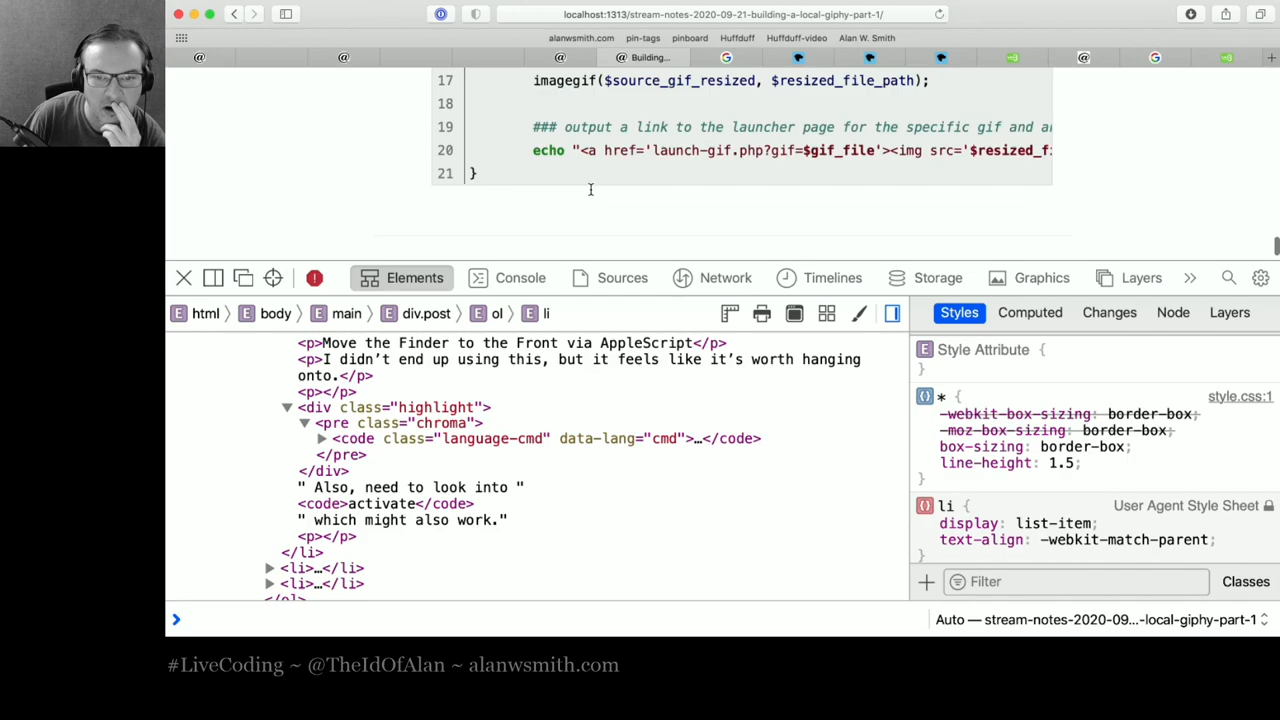 localhost:1313/stream-notes-2020-09-21-building-a-local-giphy-part-1/
alanwsmith.com pin-tags pinboard Huffduff Huffduff-video Alan W. Smith
@ Building...
17 imagegif($source_gif_resized, $resized_file_path);
18
19 ### output a link to the launcher page for the specific gif and a
20 echo "<a href='launch-gif.php?gif=$gif_file'><img src='$resized_f
21 }
Elements Console Sources Network Timelines Storage Graphics Layers
E html E body E main E div.post E ol E li
Styles Computed Changes Node Layers
<p>Move the Finder to the Front via AppleScript</p>
<p>I didn’t end up using this, but it feels like it’s worth hanging
onto.</p>
<p></p>
<div class="highlight">
<pre class="chroma">
<code class="language-cmd" data-lang="cmd">…</code>
</pre>
</div>
" Also, need to look into "
<code>activate</code>
" which might also work."
<p></p>
</li>
<li>…</li>
<li>…</li>
</ol>
E Style Attribute {
}
* { style.css:1
-webkit-box-sizing: border-box;
-moz-box-sizing: border-box;
box-sizing: border-box;
line-height: 1.5;
}
li { User Agent Style Sheet
display: list-item;
text-align: -webkit-match-parent;
}
Filter Classes
Auto — stream-notes-2020-09...-local-giphy-part-1
#LiveCoding ~ @TheIdOfAlan ~ alanwsmith.com